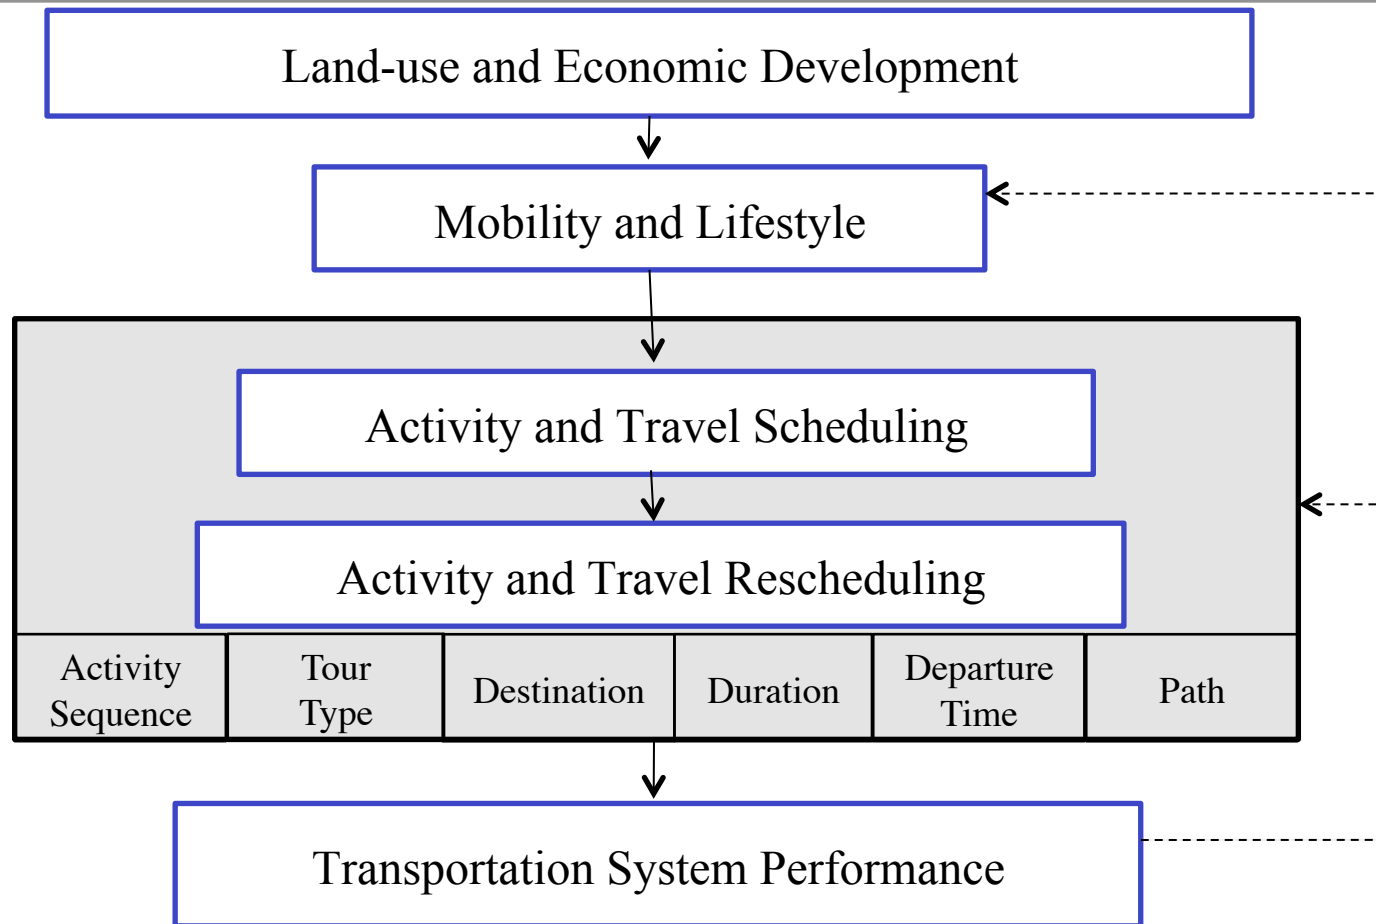 Land-use and Economic Development
Mobility and Lifestyle
Activity and Travel Scheduling
Activity and Travel Rescheduling
Activity
Sequence
Tour
Type
Destination
Duration
Departure
Time
Path
Transportation System Performance